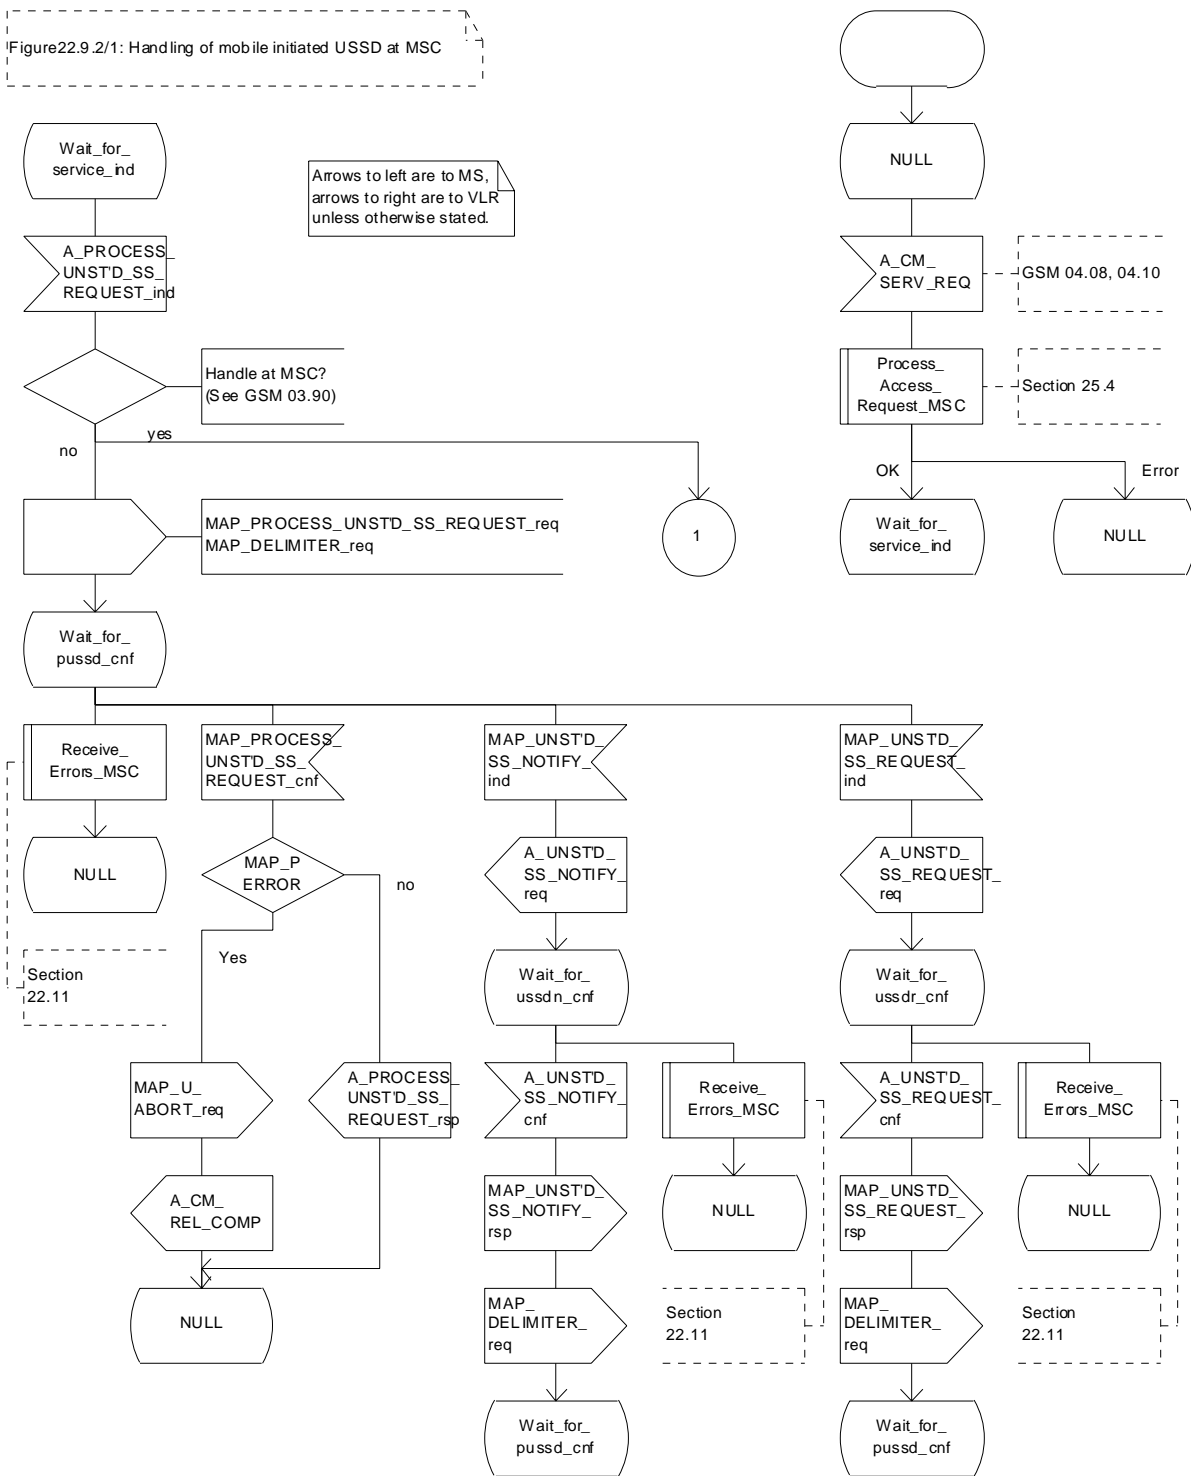 Figure22.9.2/1: Handling of mobile initiated USSD at MSC
Wait_for_
service_ind
Arrows to left are to MS,
arrows to right are to VLR
unless otherwise stated.
NULL
A_PROCESS_
UNST'D_SS_
REQUEST_ind
A_CM_
SERV_REQ
GSM 04.08, 04.10
Handle at MSC?
(See GSM 03.90)
Process_
Access_
Request_MSC
Section 25.4
no
yes
OK
Error
MAP_PROCESS_UNST'D_SS_REQUEST_req
MAP_DELIMITER_req
1
Wait_for_
service_ind
NULL
Wait_for_
pussd_cnf
Receive_
Errors_MSC
MAP_PROCESS_
UNST'D_SS_
REQUEST_cnf
MAP_UNST'D_
SS_NOTIFY_
ind
MAP_UNST'D_
SS_REQUEST_
ind
NULL
MAP_P
ERROR
no
A_UNST'D_
SS_NOTIFY_
req
A_UNST'D_
SS_REQUEST_
req
Yes
Section
22.11
Wait_for_
ussdn_cnf
Wait_for_
ussdr_cnf
MAP_U_
ABORT_req
A_PROCESS_
UNST'D_SS_
REQUEST_rsp
A_UNST'D_
SS_NOTIFY_
cnf
Receive_
Errors_MSC
A_UNST'D_
SS_REQUEST_
cnf
Receive_
Errors_MSC
A_CM_
REL_COMP
MAP_UNST'D_
SS_NOTIFY_
rsp
NULL
MAP_UNST'D_
SS_REQUEST_
rsp
NULL
NULL
MAP_
DELIMITER_
req
Section
22.11
MAP_
DELIMITER_
req
Section
22.11
Wait_for_
pussd_cnf
Wait_for_
pussd_cnf